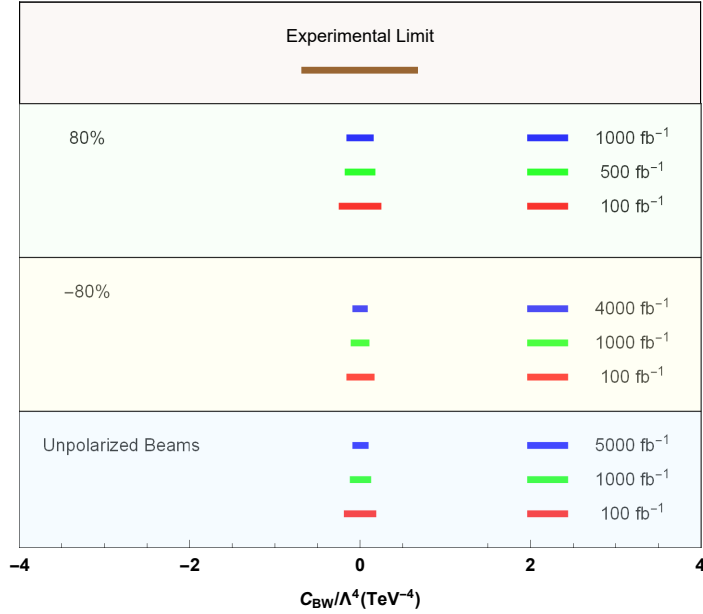 Experimental Limit
80%
1000 fb⁻¹
500 fb⁻¹
100 fb⁻¹
−80%
4000 fb⁻¹
1000 fb⁻¹
100 fb⁻¹
Unpolarized Beams
5000 fb⁻¹
1000 fb⁻¹
100 fb⁻¹
−4 −2 0 2 4
C_BW/Λ⁴(TeV⁻⁴)